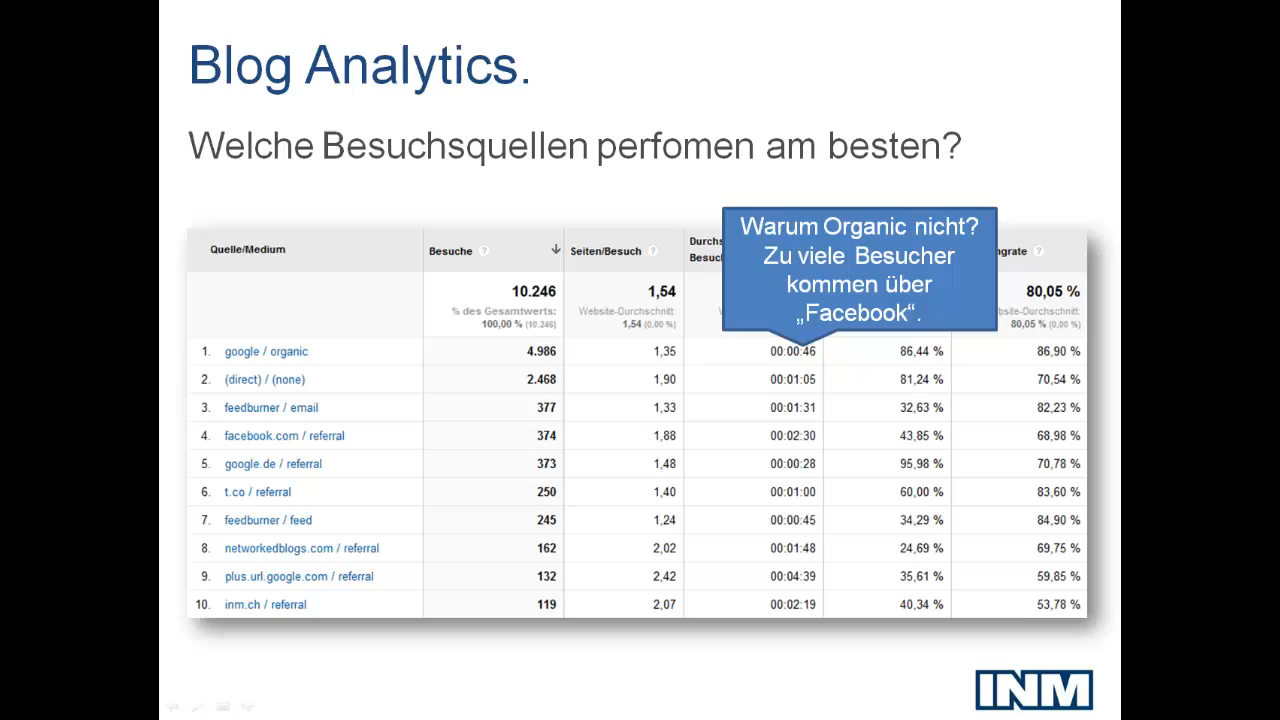 Blog Analytics.
Welche Besuchsquellen perfomen am besten?
Warum Organic nicht?
Zu viele Besucher
kommen über
„Facebook“.
Quelle/Medium Besuche ? Seiten/Besuch ? Durchs ngrate ?
Besuc
10.246 1,54 80,05 %
% des Gesamtwerts: Website-Durchschnitt: bsite-Durchschnitt:
100,00 % (10.246) 1,54 (0,00 %) 80,05 % (0,00 %)
1. google / organic 4.986 1,35 00:00:46 86,44 % 86,90 %
2. (direct) / (none) 2.468 1,90 00:01:05 81,24 % 70,54 %
3. feedburner / email 377 1,33 00:01:31 32,63 % 82,23 %
4. facebook.com / referral 374 1,88 00:02:30 43,85 % 68,98 %
5. google.de / referral 373 1,48 00:00:28 95,98 % 70,78 %
6. t.co / referral 250 1,40 00:01:00 60,00 % 83,60 %
7. feedburner / feed 245 1,24 00:00:45 34,29 % 84,90 %
8. networkedblogs.com / referral 162 2,02 00:01:48 24,69 % 69,75 %
9. plus.url.google.com / referral 132 2,42 00:04:39 35,61 % 59,85 %
10. inm.ch / referral 119 2,07 00:02:19 40,34 % 53,78 %
INM